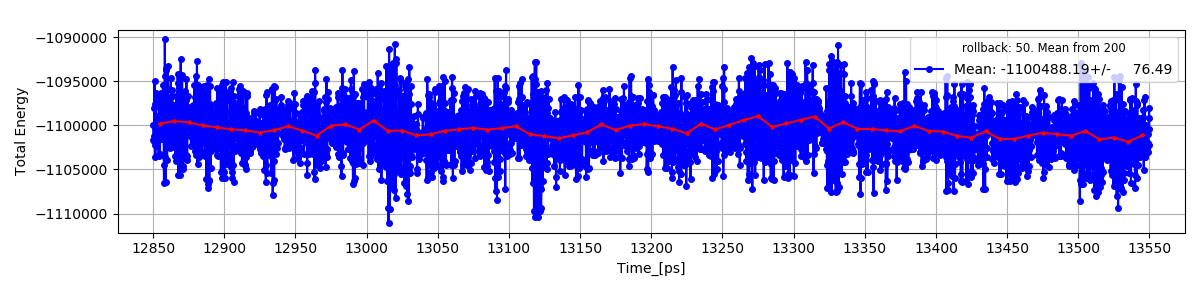 Total Energy
−1090000
−1095000
−1100000
−1105000
−1110000
rollback: 50. Mean from 200
Mean: -1100488.19+/- 76.49
12850 12900 12950 13000 13050 13100 13150 13200 13250 13300 13350 13400 13450 13500 13550
Time_[ps]